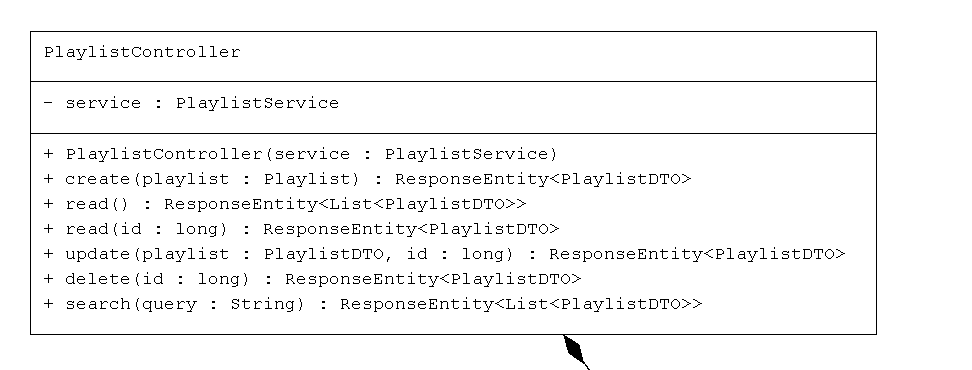 PlaylistController
- service : PlaylistService
+ PlaylistController(service : PlaylistService)
+ create(playlist : Playlist) : ResponseEntity<PlaylistDTO>
+ read() : ResponseEntity<List<PlaylistDTO>>
+ read(id : long) : ResponseEntity<PlaylistDTO>
+ update(playlist : PlaylistDTO, id : long) : ResponseEntity<PlaylistDTO>
+ delete(id : long) : ResponseEntity<PlaylistDTO>
+ search(query : String) : ResponseEntity<List<PlaylistDTO>>